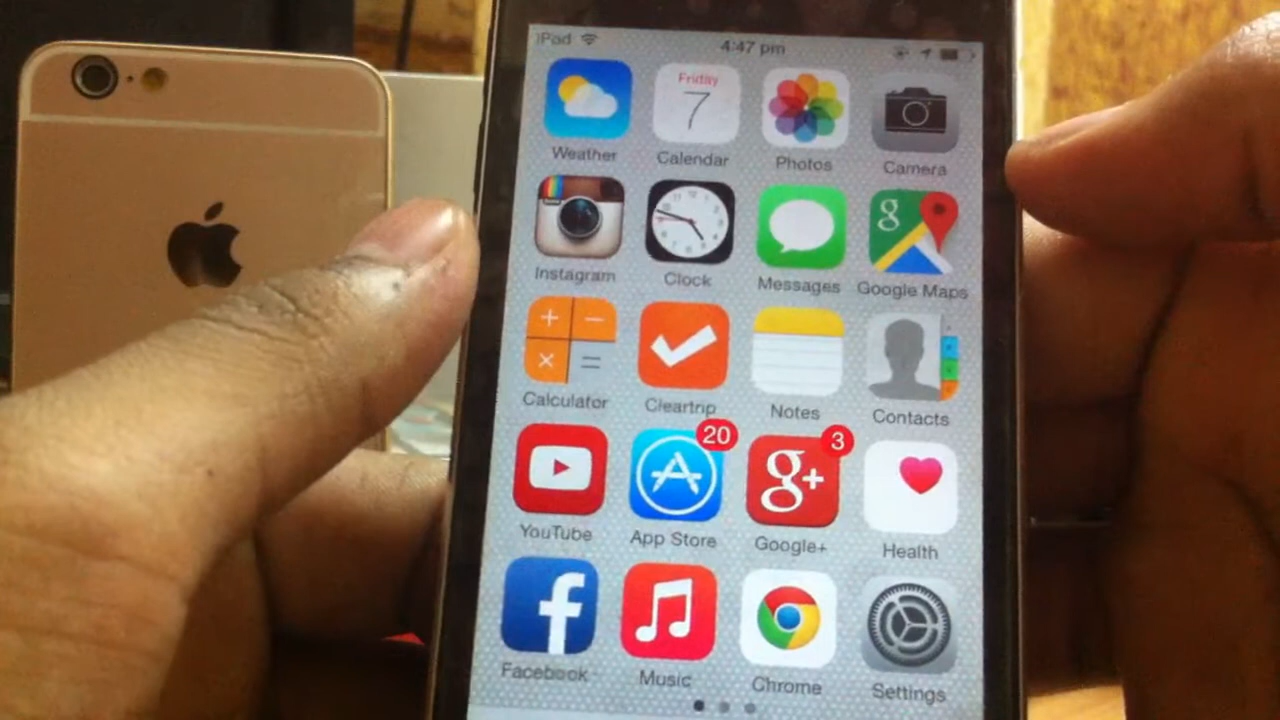 iPad 4:47 pm
Friday
7
Weather Calendar Photos Camera
Instagram Clock Messages Google Maps
Calculator Cleartrip Notes Contacts
20 3
YouTube App Store Google+ Health
Facebook Music Chrome Settings